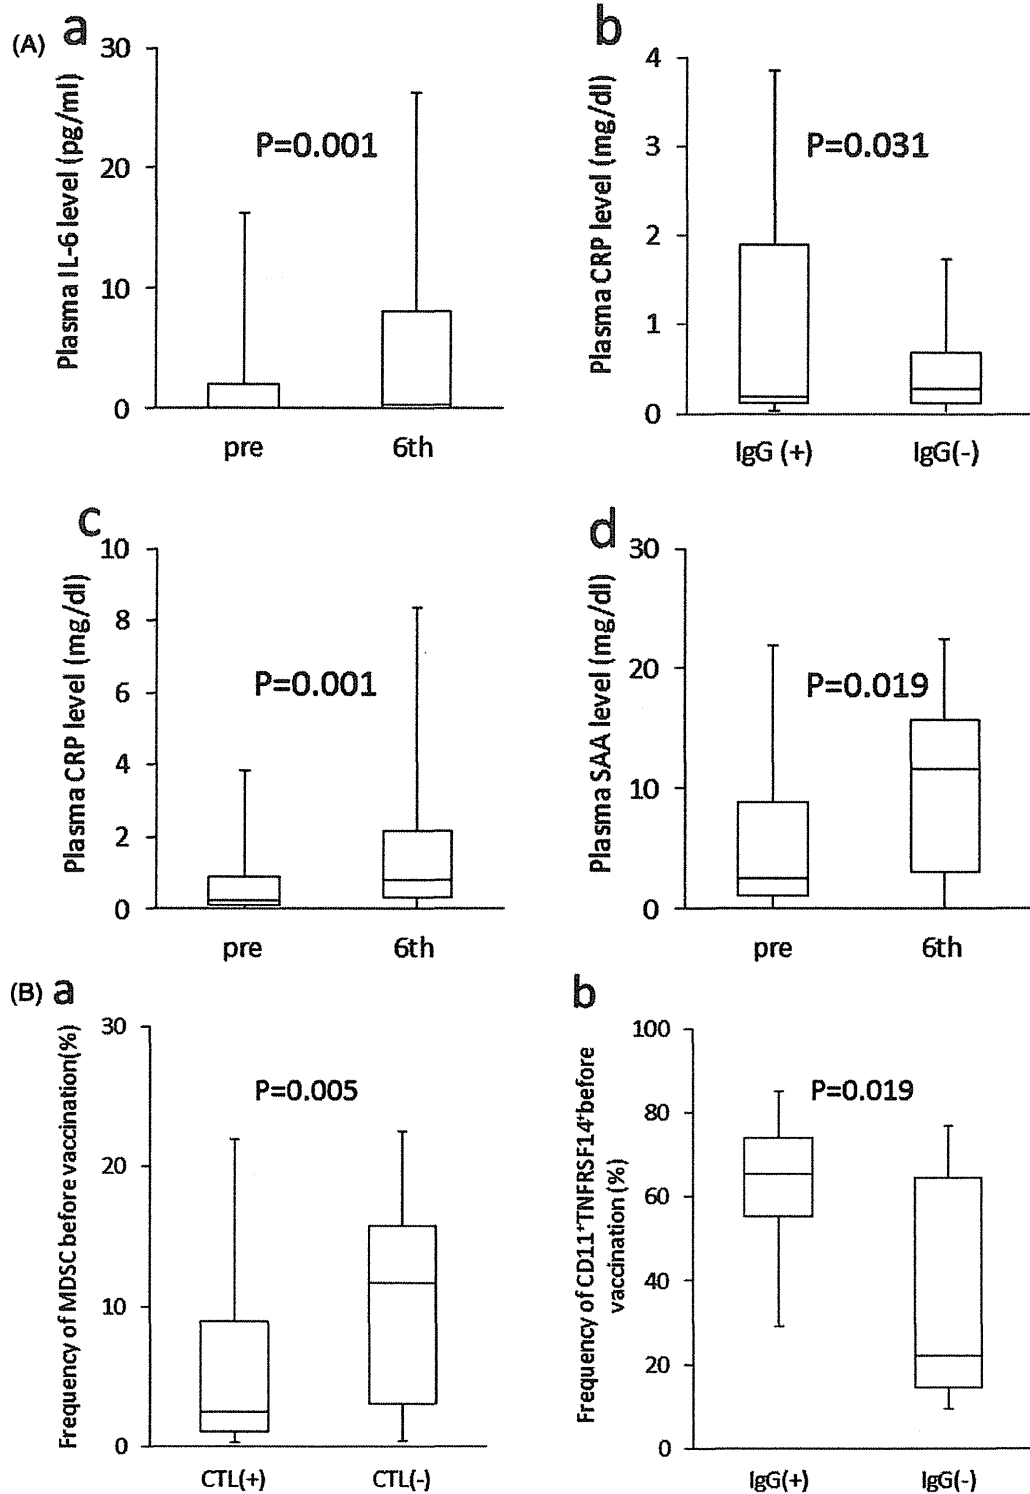 (A) a
Plasma IL-6 level (pg/ml)
30
20
10
0
P=0.001
pre 6th
b
Plasma CRP level (mg/dl)
4
3
2
1
0
P=0.031
IgG (+) IgG(-)
c
Plasma CRP level (mg/dl)
10
8
6
4
2
0
P=0.001
pre 6th
d
Plasma SAA level (mg/dl)
30
20
10
0
P=0.019
pre 6th
(B) a
Frequency of MDSC before vaccination(%)
30
20
10
0
P=0.005
CTL(+) CTL(-)
b
Frequency of CD11⁺TNFRSF14⁺before
vaccination (%)
100
80
60
40
20
0
P=0.019
IgG(+) IgG(-)